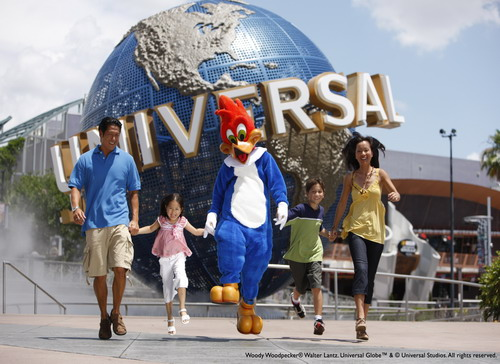 UNIVERSAL
Woody Woodpecker® Walter Lantz. Universal Globe™ & © Universal Studios. All rights reserved.